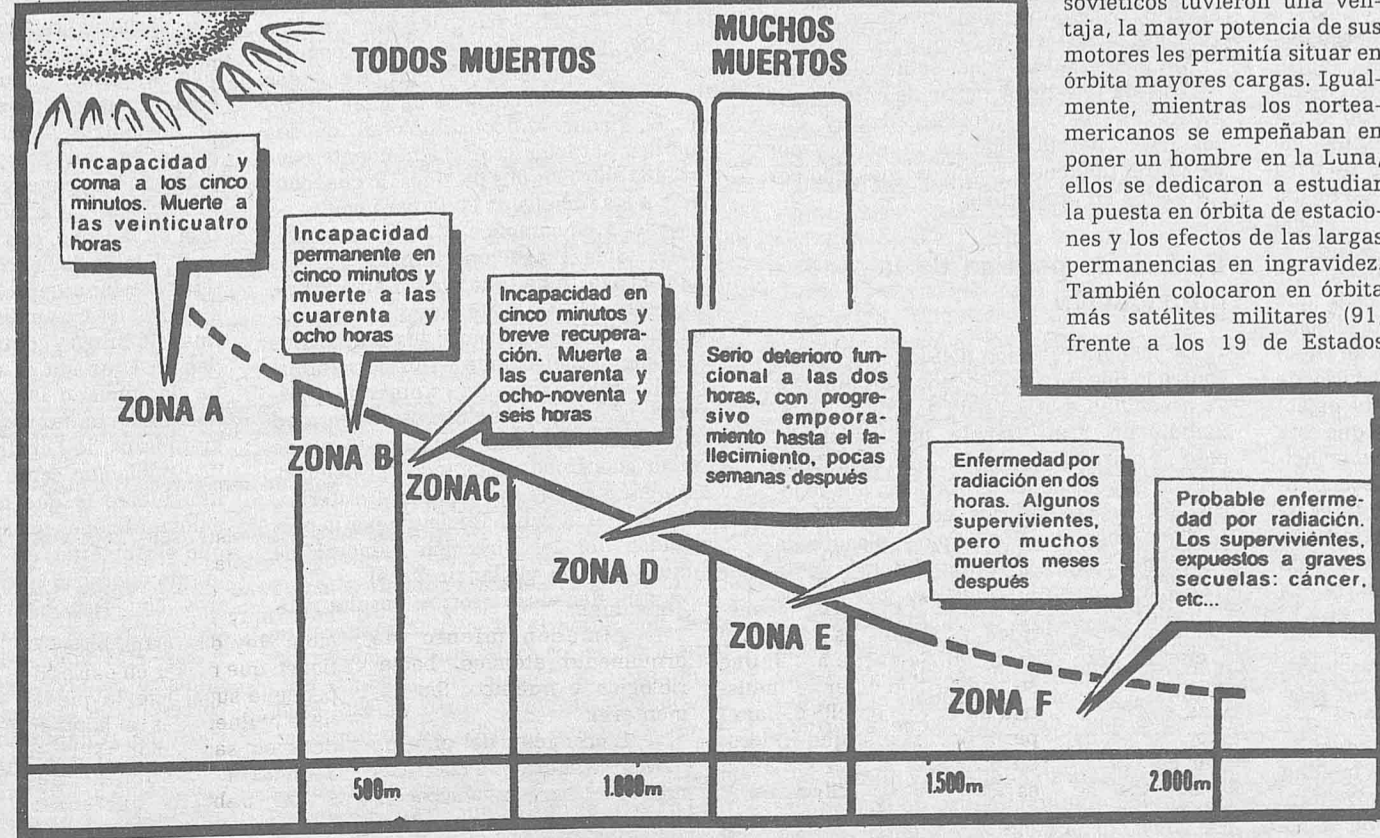 TODOS MUERTOS
MUCHOS
MUERTOS
Incapacidad y
coma a los cinco
minutos. Muerte a
las veinticuatro
horas
Incapacidad
permanente en
cinco minutos y
muerte a las
cuarenta y
ocho horas
Incapacidad en
cinco minutos y
breve recupera-
ción. Muerte a
las cuarenta y
ocho-noventa y
seis horas
Serio deterioro fun-
cional a las dos
horas, con progre-
sivo empeora-
miento hasta el fa-
llecimiento, pocas
semanas después
Enfermedad por
radiación en dos
horas. Algunos
supervivientes,
pero muchos
muertos meses
después
Probable enferme-
dad por radiación.
Los supervivientes,
expuestos a graves
secuelas: cáncer,
etc...
ZONA A
ZONA B
ZONAC
ZONA D
ZONA E
ZONA F
500m
1.000m
1.500m
2.000m
soviéticos tuvieron una ven-
taja, la mayor potencia de sus
motores les permitía situar en
órbita mayores cargas. Igual-
mente, mientras los nortea-
mericanos se empeñaban en
poner un hombre en la Luna,
ellos se dedicaron a estudiar
la puesta en órbita de estacio-
nes y los efectos de las largas
permanencias en ingravidez.
También colocaron en órbita
más satélites militares (91,
frente a los 19 de Estados